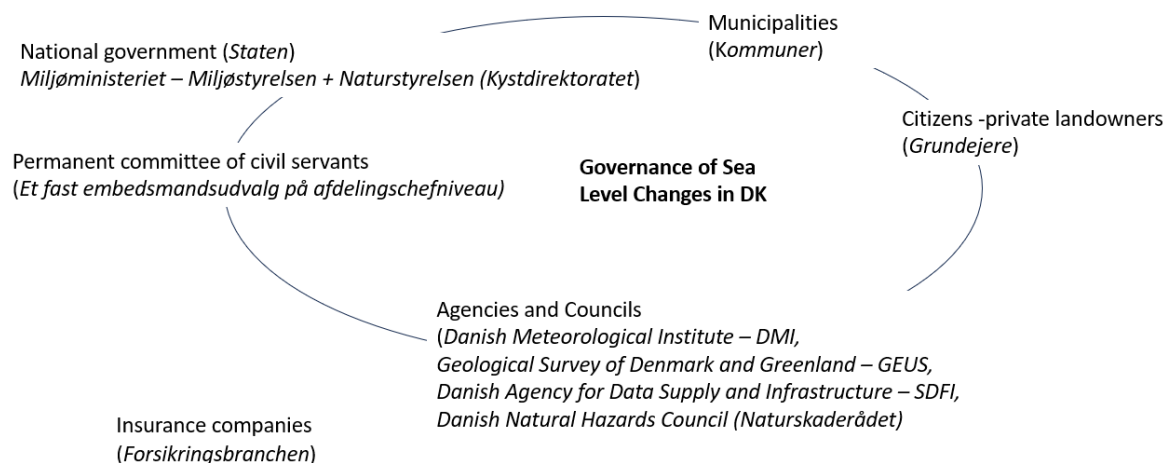 Municipalities
(Kommuner)
National government (Staten)
Miljøministeriet – Miljøstyrelsen + Naturstyrelsen (Kystdirektoratet)
Citizens -private landowners
(Grundejere)
Permanent committee of civil servants
(Et fast embedsmandsudvalg på afdelingschefniveau)
Governance of Sea
Level Changes in DK
Agencies and Councils
(Danish Meteorological Institute – DMI,
Geological Survey of Denmark and Greenland – GEUS,
Danish Agency for Data Supply and Infrastructure – SDFI,
Danish Natural Hazards Council (Naturskaderådet)
Insurance companies
(Forsikringsbranchen)